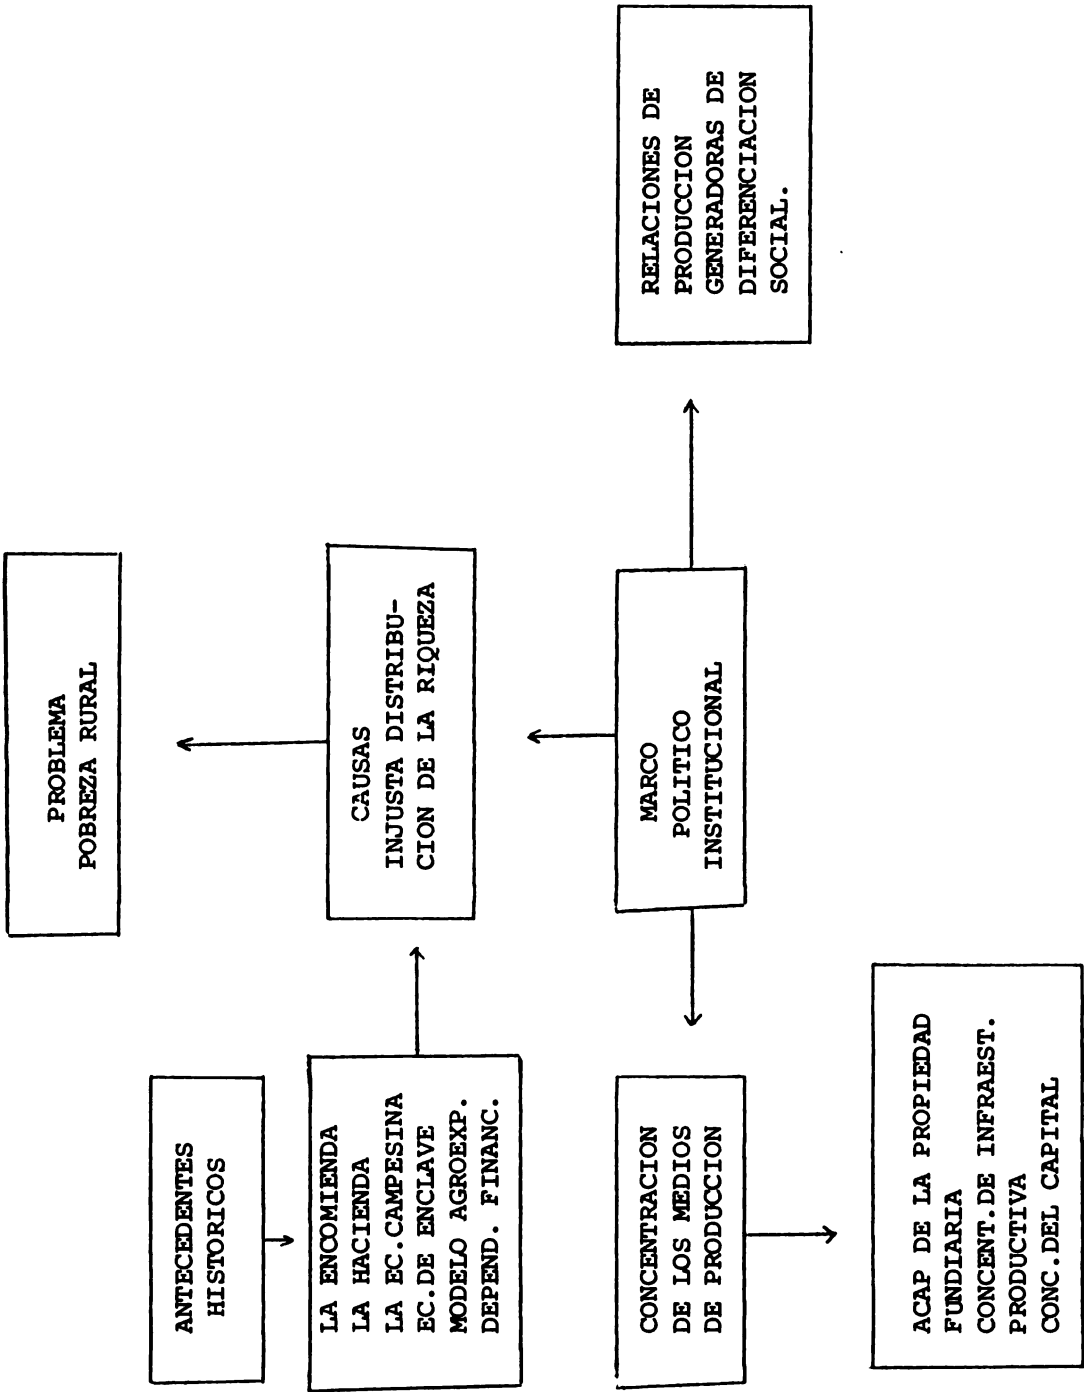 PROBLEMA
POBREZA RURAL
ANTECEDENTES
HISTORICOS
LA ENCOMIENDA
LA HACIENDA
LA EC.CAMPESINA
EC.DE ENCLAVE
MODELO AGROEXP.
DEPEND. FINANC.
CAUSAS
INJUSTA DISTRIBU-
CION DE LA RIQUEZA
CONCENTRACION
DE LOS MEDIOS
DE PRODUCCION
MARCO
POLITICO
INSTITUCIONAL
RELACIONES DE
PRODUCCION
GENERADORAS DE
DIFERENCIACION
SOCIAL.
ACAP DE LA PROPIEDAD
FUNDIARIA
CONCENT.DE INFRAEST.
PRODUCTIVA
CONC.DEL CAPITAL